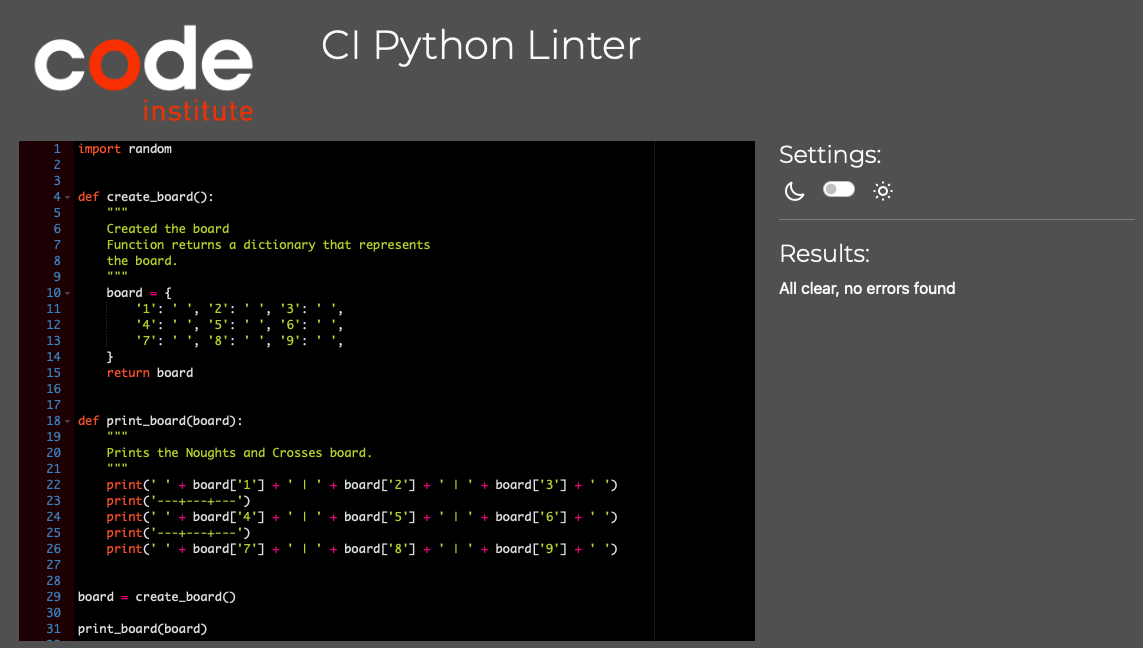 code
institute
CI Python Linter
1 import random
2
3
4 def create_board():
5     """
6     Created the board
7     Function returns a dictionary that represents
8     the board.
9     """
10     board = {
11         '1': ' ', '2': ' ', '3': ' ',
12         '4': ' ', '5': ' ', '6': ' ',
13         '7': ' ', '8': ' ', '9': ' ',
14     }
15     return board
16
17
18 def print_board(board):
19     """
20     Prints the Noughts and Crosses board.
21     """
22     print(' ' + board['1'] + ' | ' + board['2'] + ' | ' + board['3'] + ' ')
23     print('---+---+---')
24     print(' ' + board['4'] + ' | ' + board['5'] + ' | ' + board['6'] + ' ')
25     print('---+---+---')
26     print(' ' + board['7'] + ' | ' + board['8'] + ' | ' + board['9'] + ' ')
27
28
29 board = create_board()
30
31 print_board(board)
Settings:
Results:
All clear, no errors found